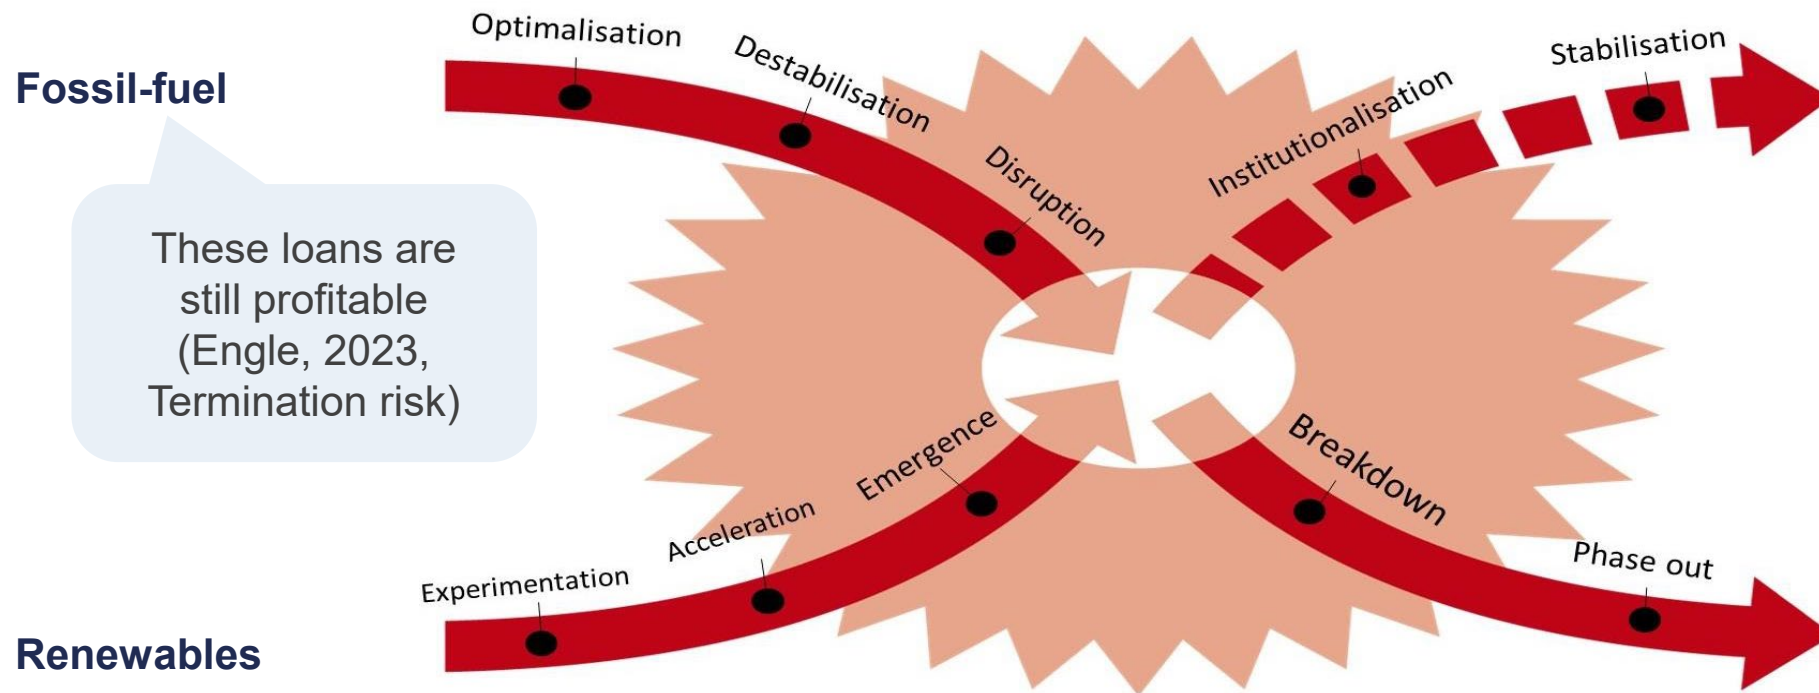 Optimalisation
Destabilisation
Disruption
Institutionalisation
Stabilisation
Fossil-fuel
These loans are
still profitable
(Engle, 2023,
Termination risk)
Experimentation
Acceleration
Emergence
Breakdown
Phase out
Renewables